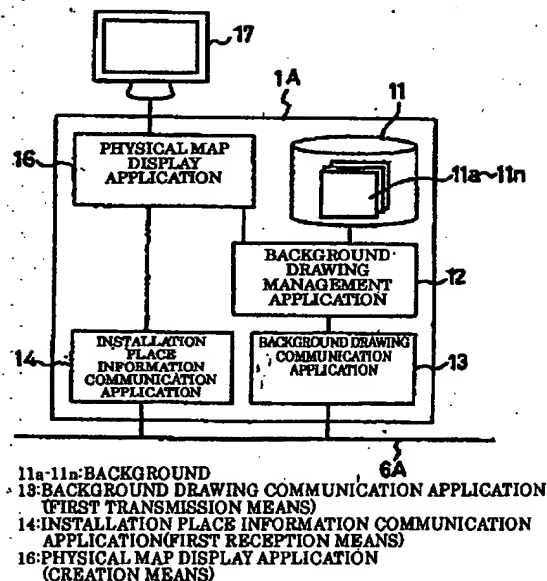 17
1A
11
PHYSICAL MAP
DISPLAY
APPLICATION
16
11a~11n
BACKGROUND
DRAWING
MANAGEMENT
APPLICATION
12
INSTALLATION
PLACE
INFORMATION
COMMUNICATION
APPLICATION
14
BACKGROUND DRAWING
COMMUNICATION
APPLICATION
13
6A
11a-11n:BACKGROUND
13:BACKGROUND DRAWING COMMUNICATION APPLICATION
(FIRST TRANSMISSION MEANS)
14:INSTALLATION PLACE INFORMATION COMMUNICATION
APPLICATION(FIRST RECEPTION MEANS)
16:PHYSICAL MAP DISPLAY APPLICATION
(CREATION MEANS)